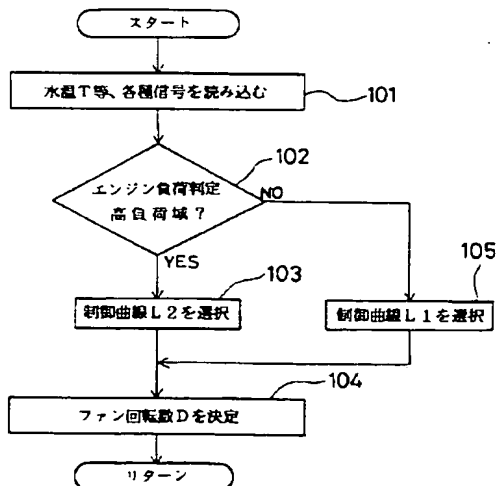 スタート
水温T等、各種信号を読み込む
101
102
エンジン負荷判定
高負荷域?
NO
YES
103
制御曲線L2を選択
105
制御曲線L1を選択
104
ファン回転数Dを決定
リターン